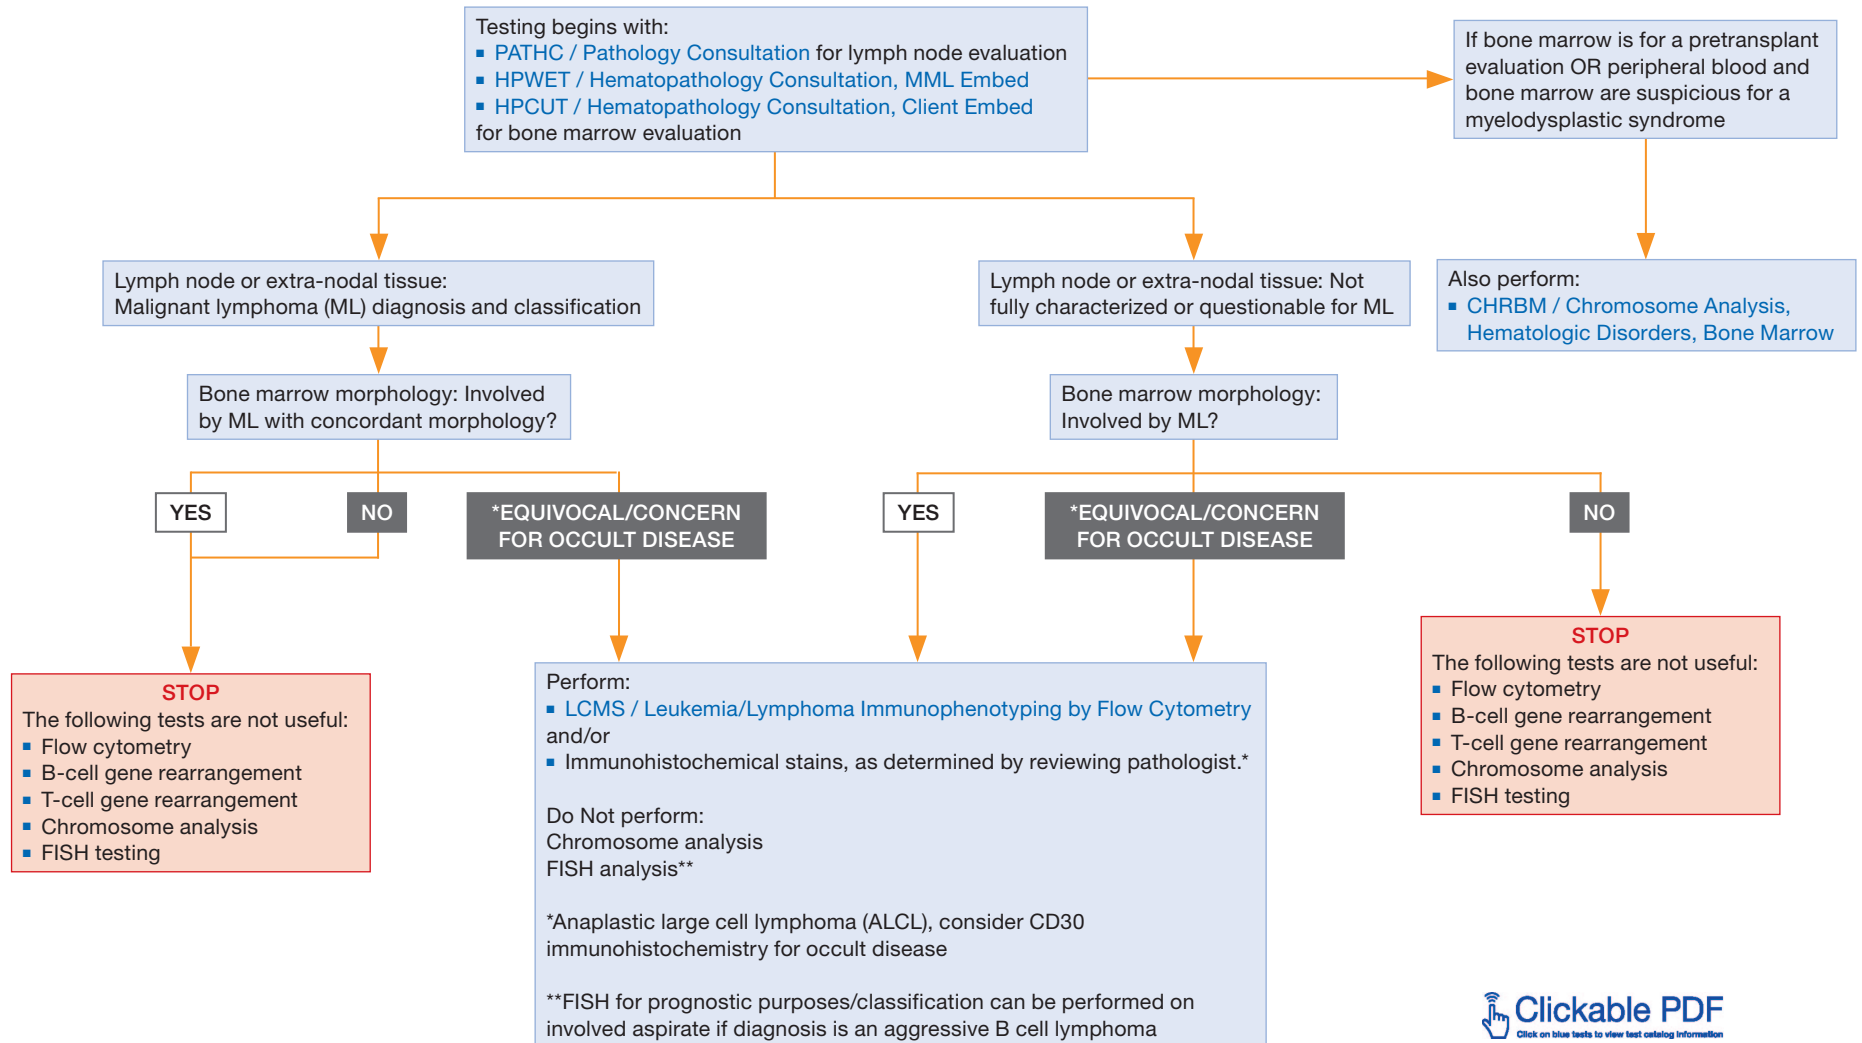 Testing begins with:
▪ PATHC / Pathology Consultation for lymph node evaluation
▪ HPWET / Hematopathology Consultation, MML Embed
▪ HPCUT / Hematopathology Consultation, Client Embed
for bone marrow evaluation
If bone marrow is for a pretransplant
evaluation OR peripheral blood and
bone marrow are suspicious for a
myelodysplastic syndrome
Lymph node or extra-nodal tissue:
Malignant lymphoma (ML) diagnosis and classification
Lymph node or extra-nodal tissue: Not
fully characterized or questionable for ML
Also perform:
▪ CHRBM / Chromosome Analysis,
Hematologic Disorders, Bone Marrow
Bone marrow morphology: Involved
by ML with concordant morphology?
Bone marrow morphology:
Involved by ML?
YES
NO
*EQUIVOCAL/CONCERN
FOR OCCULT DISEASE
YES
*EQUIVOCAL/CONCERN
FOR OCCULT DISEASE
NO
STOP
The following tests are not useful:
▪ Flow cytometry
▪ B-cell gene rearrangement
▪ T-cell gene rearrangement
▪ Chromosome analysis
▪ FISH testing
Perform:
▪ LCMS / Leukemia/Lymphoma Immunophenotyping by Flow Cytometry
and/or
▪ Immunohistochemical stains, as determined by reviewing pathologist.*
Do Not perform:
Chromosome analysis
FISH analysis**
*Anaplastic large cell lymphoma (ALCL), consider CD30
immunohistochemistry for occult disease
**FISH for prognostic purposes/classification can be performed on
involved aspirate if diagnosis is an aggressive B cell lymphoma
STOP
The following tests are not useful:
▪ Flow cytometry
▪ B-cell gene rearrangement
▪ T-cell gene rearrangement
▪ Chromosome analysis
▪ FISH testing
Clickable PDF
Click on blue tests to view test catalog information